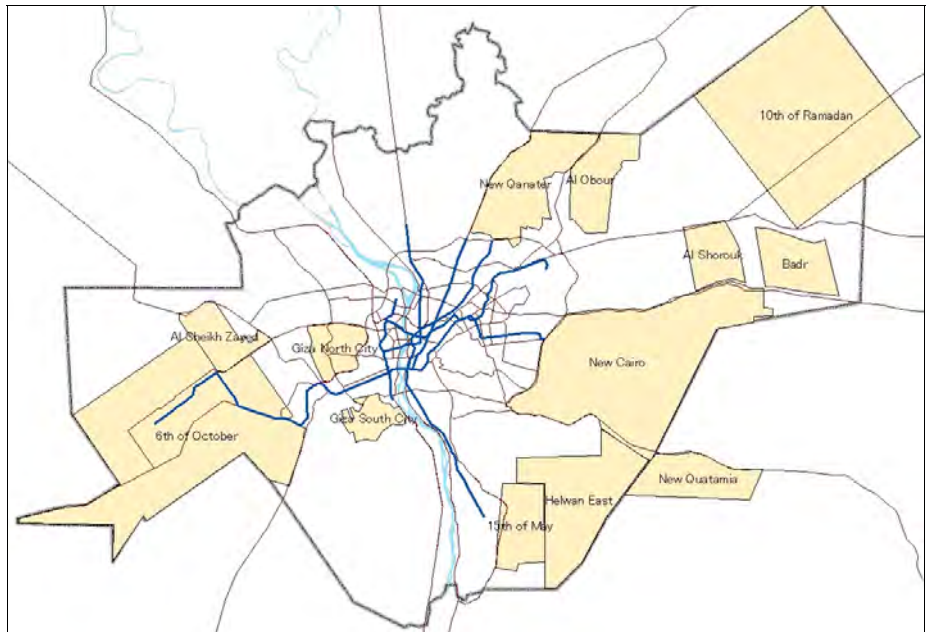 10th of Ramadan
New Qanater
Al Obour
Al Shorouk
Badr
Al Sheikh Zayed
Giza North City
New Cairo
Giza South City
6th of October
New Quatamia
Helwan East
15th of May